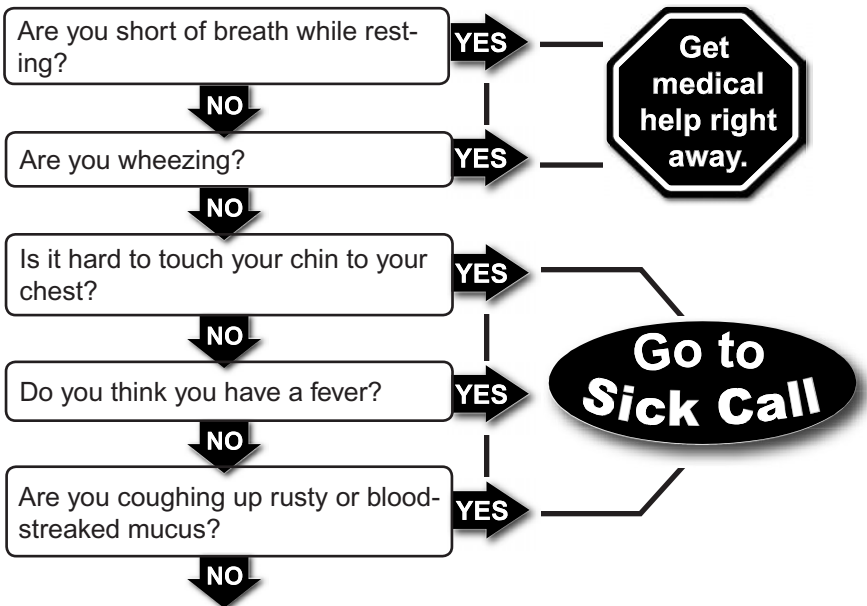 Are you short of breath while rest-
ing?
YES
Get
medical
help right
away.
NO
Are you wheezing?
YES
NO
Is it hard to touch your chin to your
chest?
YES
NO
Go to
Sick Call
Do you think you have a fever?
YES
NO
Are you coughing up rusty or blood-
streaked mucus?
YES
NO